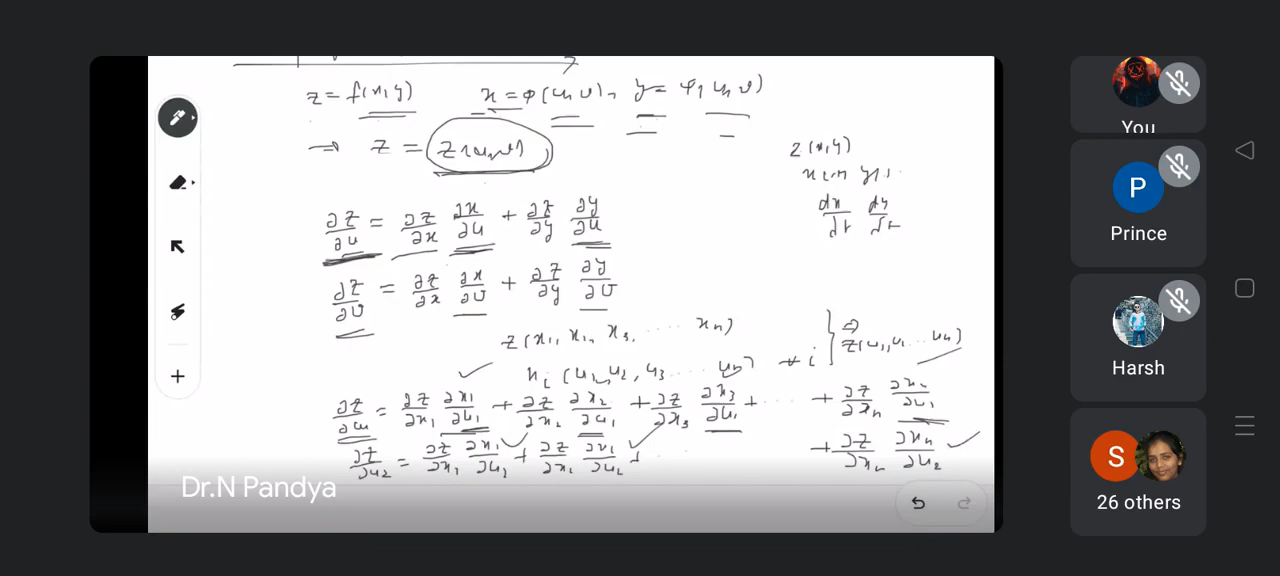 z = f(x,y)   x = φ(u,v), y = ψ(u,v)
⇒ z = z(u,v)
∂z/∂u = ∂z/∂x ∂x/∂u + ∂z/∂y ∂y/∂u
∂z/∂v = ∂z/∂x ∂x/∂v + ∂z/∂y ∂y/∂v
z(x,y)
dx/dt dy/dt
z(x₁, x₂, x₃, ..... xₙ)
xᵢ (u₁, u₂, u₃ ..... uₙ) ∀ i } ⇒ z(u₁, u₂ ... uₙ)
∂z/∂u₁ = ∂z/∂x₁ ∂x₁/∂u₁ + ∂z/∂x₂ ∂x₂/∂u₁ + ∂z/∂x₃ ∂x₃/∂u₁ + ..... + ∂z/∂xₙ ∂xₙ/∂u₁
∂z/∂u₂ = ∂z/∂x₁ ∂x₁/∂u₂ + ∂z/∂x₂ ∂x₂/∂u₂ + ... + ∂z/∂xₙ ∂xₙ/∂u₂
Dr.N Pandya
You
P
Prince
Harsh
S
26 others